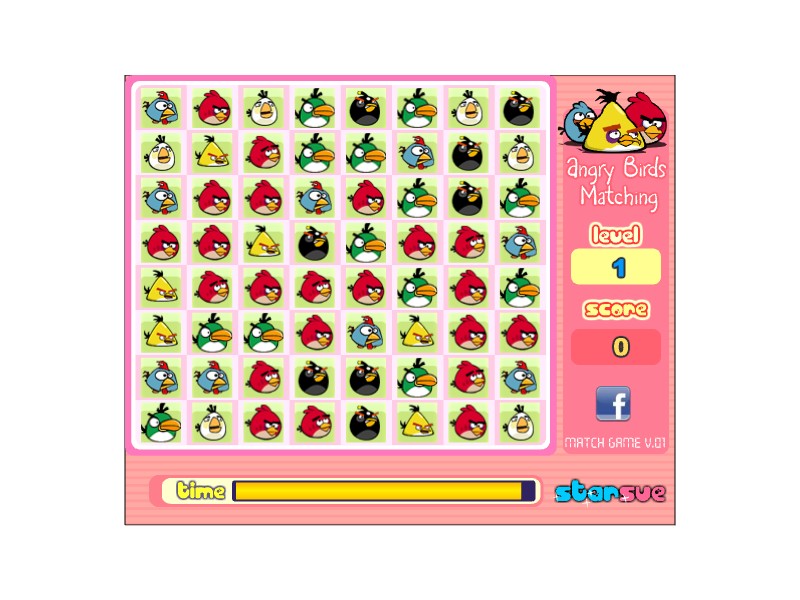 Angry Birds
Matching
level
1
score
0
f
MATCH GAME V.01
time
starsue